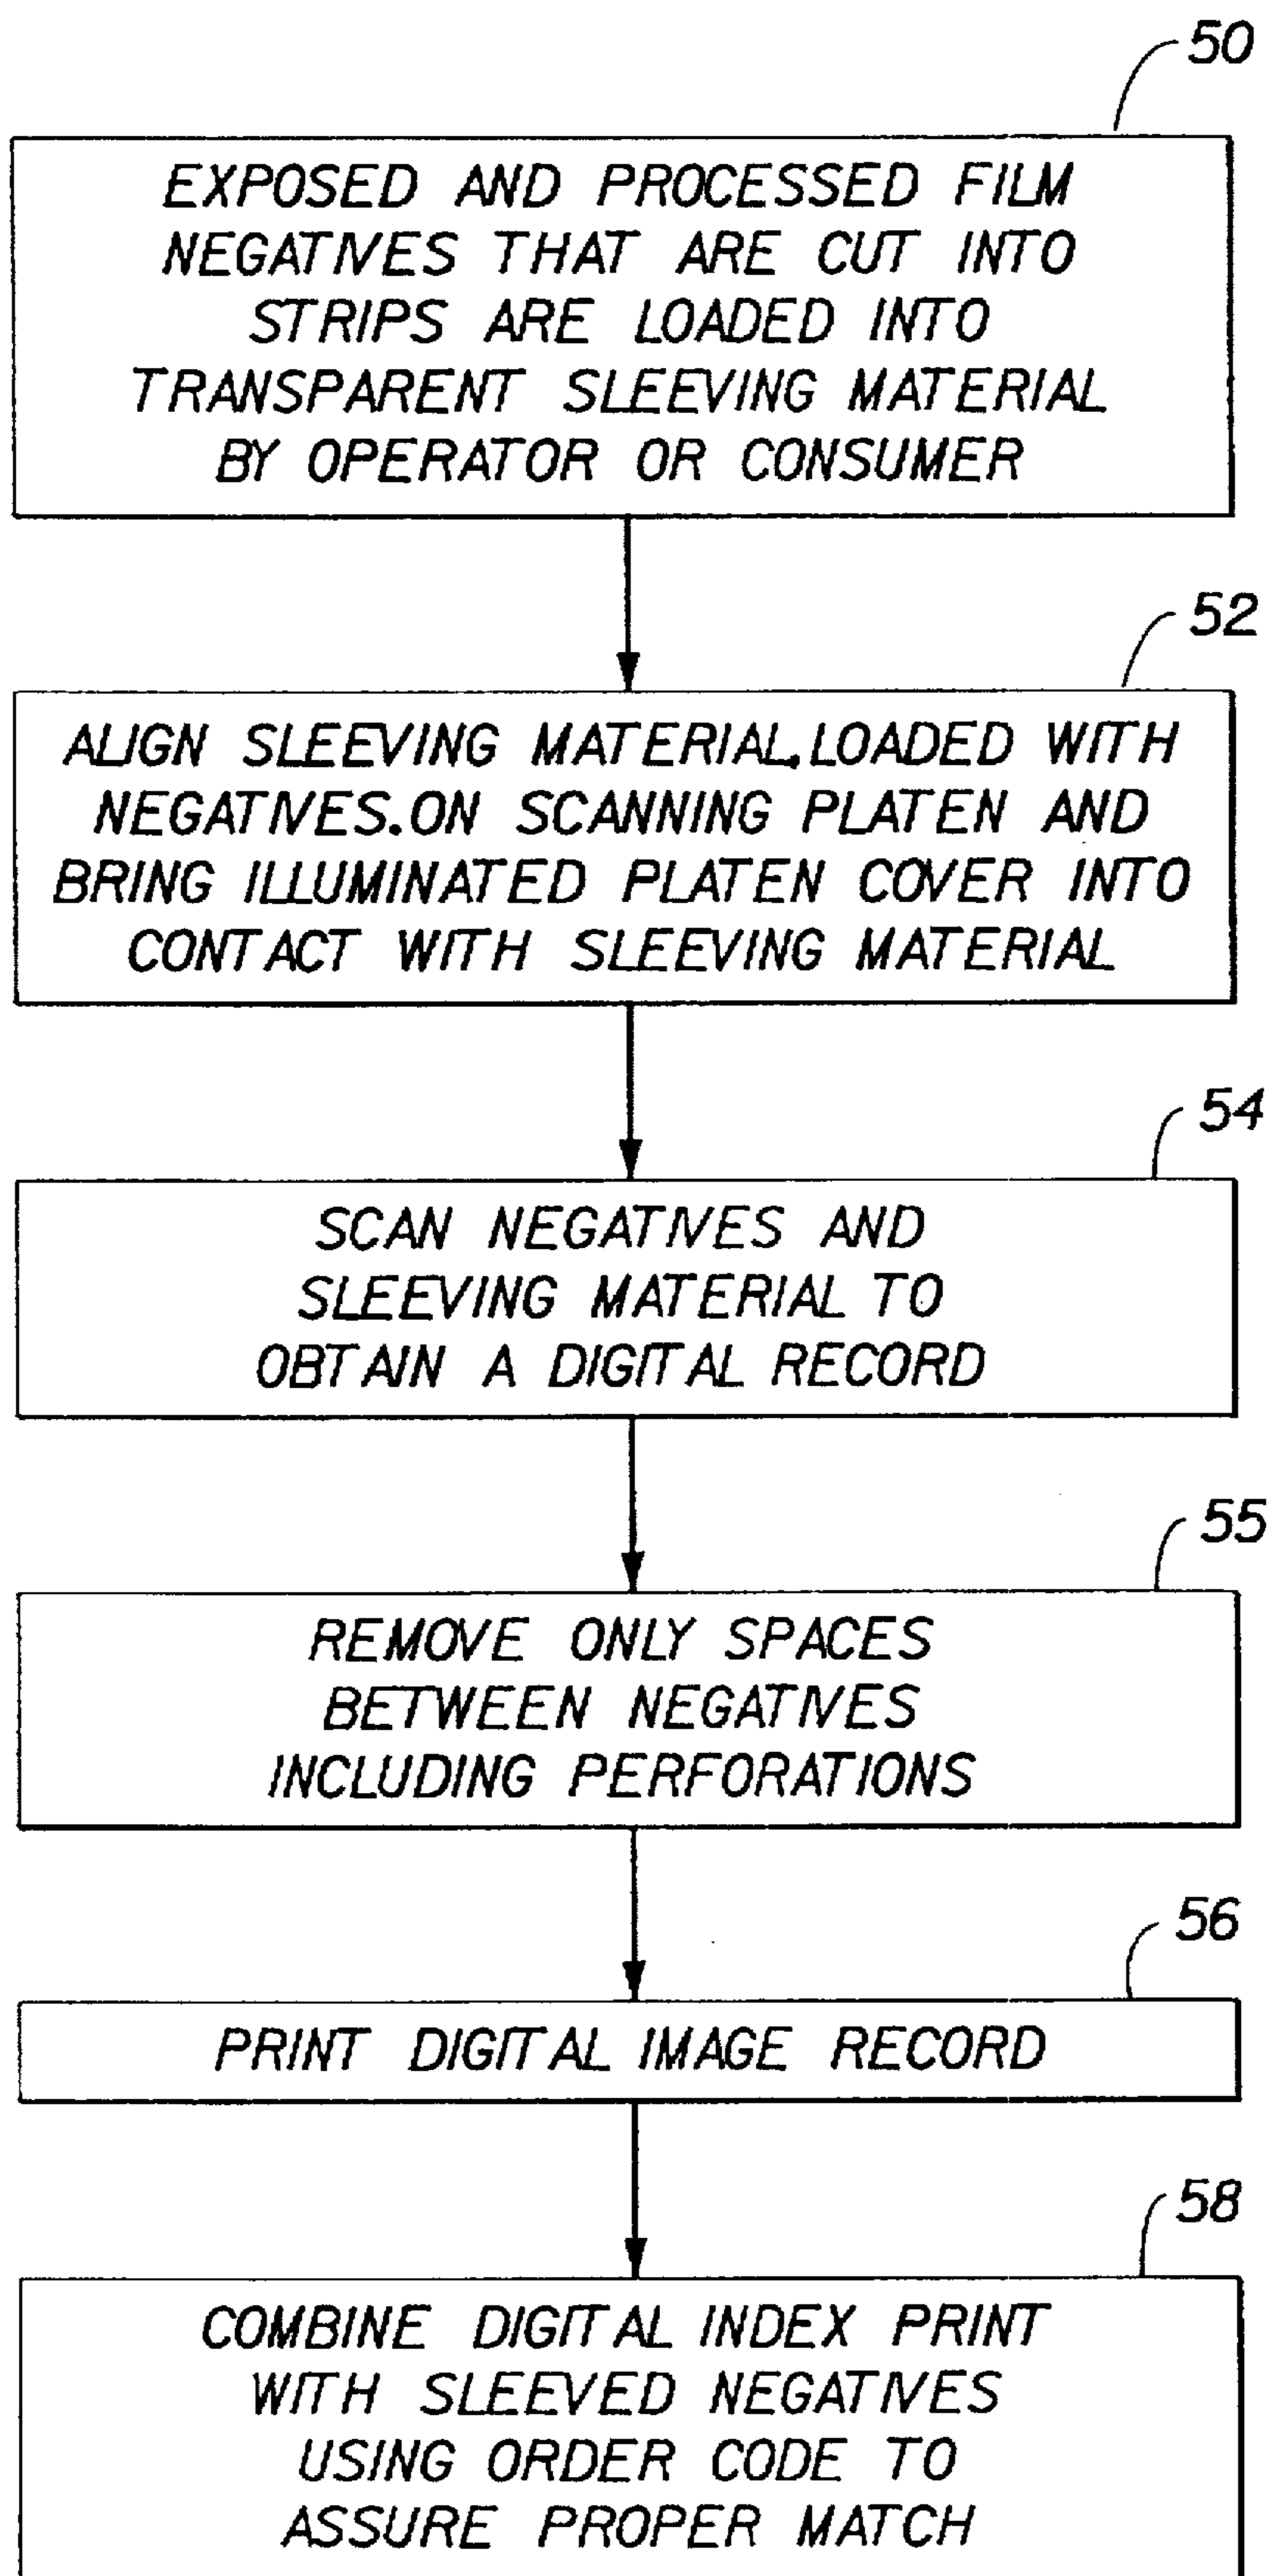 50
EXPOSED AND PROCESSED FILM
NEGATIVES THAT ARE CUT INTO
STRIPS ARE LOADED INTO
TRANSPARENT SLEEVING MATERIAL
BY OPERATOR OR CONSUMER
52
ALIGN SLEEVING MATERIAL.LOADED WITH
NEGATIVES.ON SCANNING PLATEN AND
BRING ILLUMINATED PLATEN COVER INTO
CONTACT WITH SLEEVING MATERIAL
54
SCAN NEGATIVES AND
SLEEVING MATERIAL TO
OBTAIN A DIGITAL RECORD
55
REMOVE ONLY SPACES
BETWEEN NEGATIVES
INCLUDING PERFORATIONS
56
PRINT DIGITAL IMAGE RECORD
58
COMBINE DIGITAL INDEX PRINT
WITH SLEEVED NEGATIVES
USING ORDER CODE TO
ASSURE PROPER MATCH